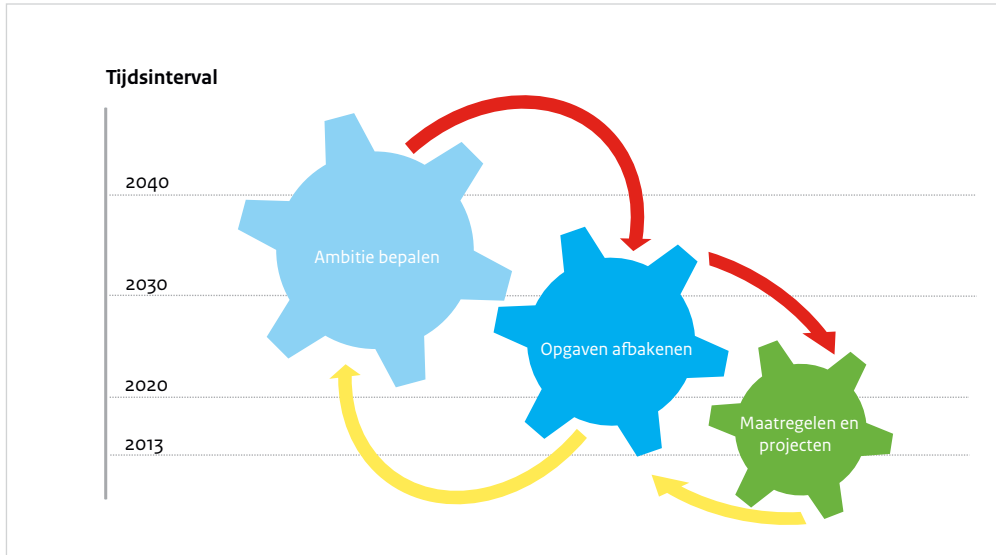 Tijdsinterval
2040
Ambitie bepalen
2030
Opgaven afbakenen
2020
Maatregelen en
projecten
2013